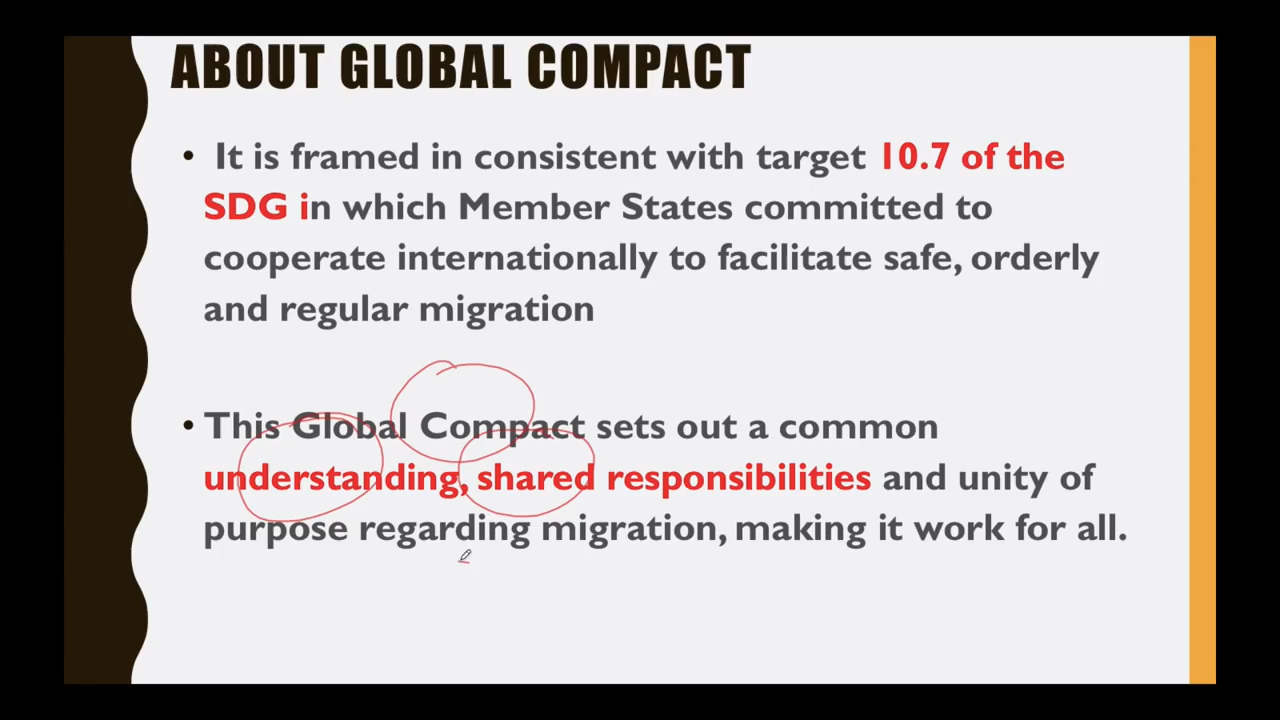 ABOUT GLOBAL COMPACT
• It is framed in consistent with target 10.7 of the
SDG in which Member States committed to
cooperate internationally to facilitate safe, orderly
and regular migration
• This Global Compact sets out a common
understanding, shared responsibilities and unity of
purpose regarding migration, making it work for all.